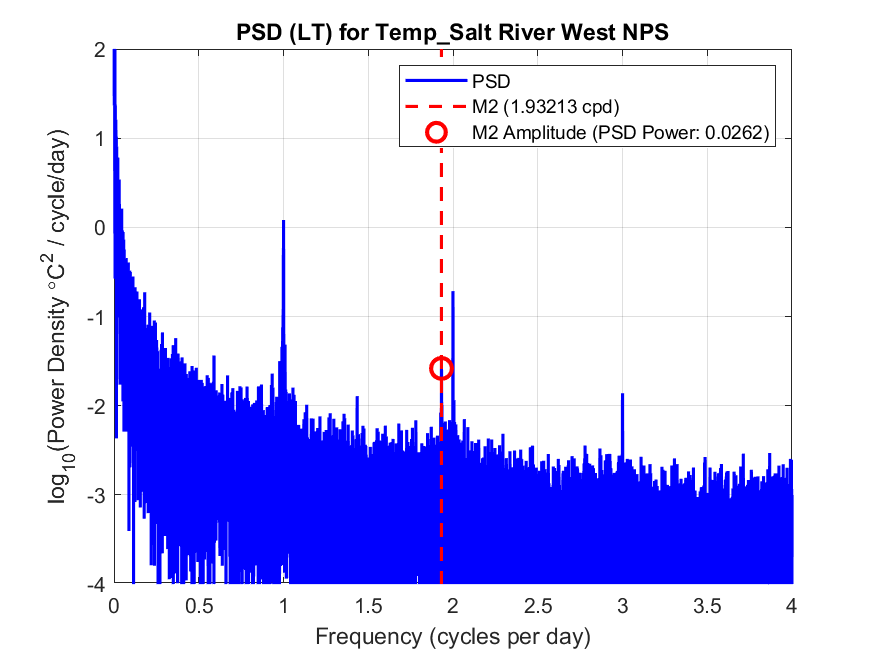 PSD (LT) for Temp_Salt River West NPS
PSD
M2 (1.93213 cpd)
M2 Amplitude (PSD Power: 0.0262)
log10(Power Density °C2 / cycle/day)
2
1
0
-1
-2
-3
-4
0 0.5 1 1.5 2 2.5 3 3.5 4
Frequency (cycles per day)